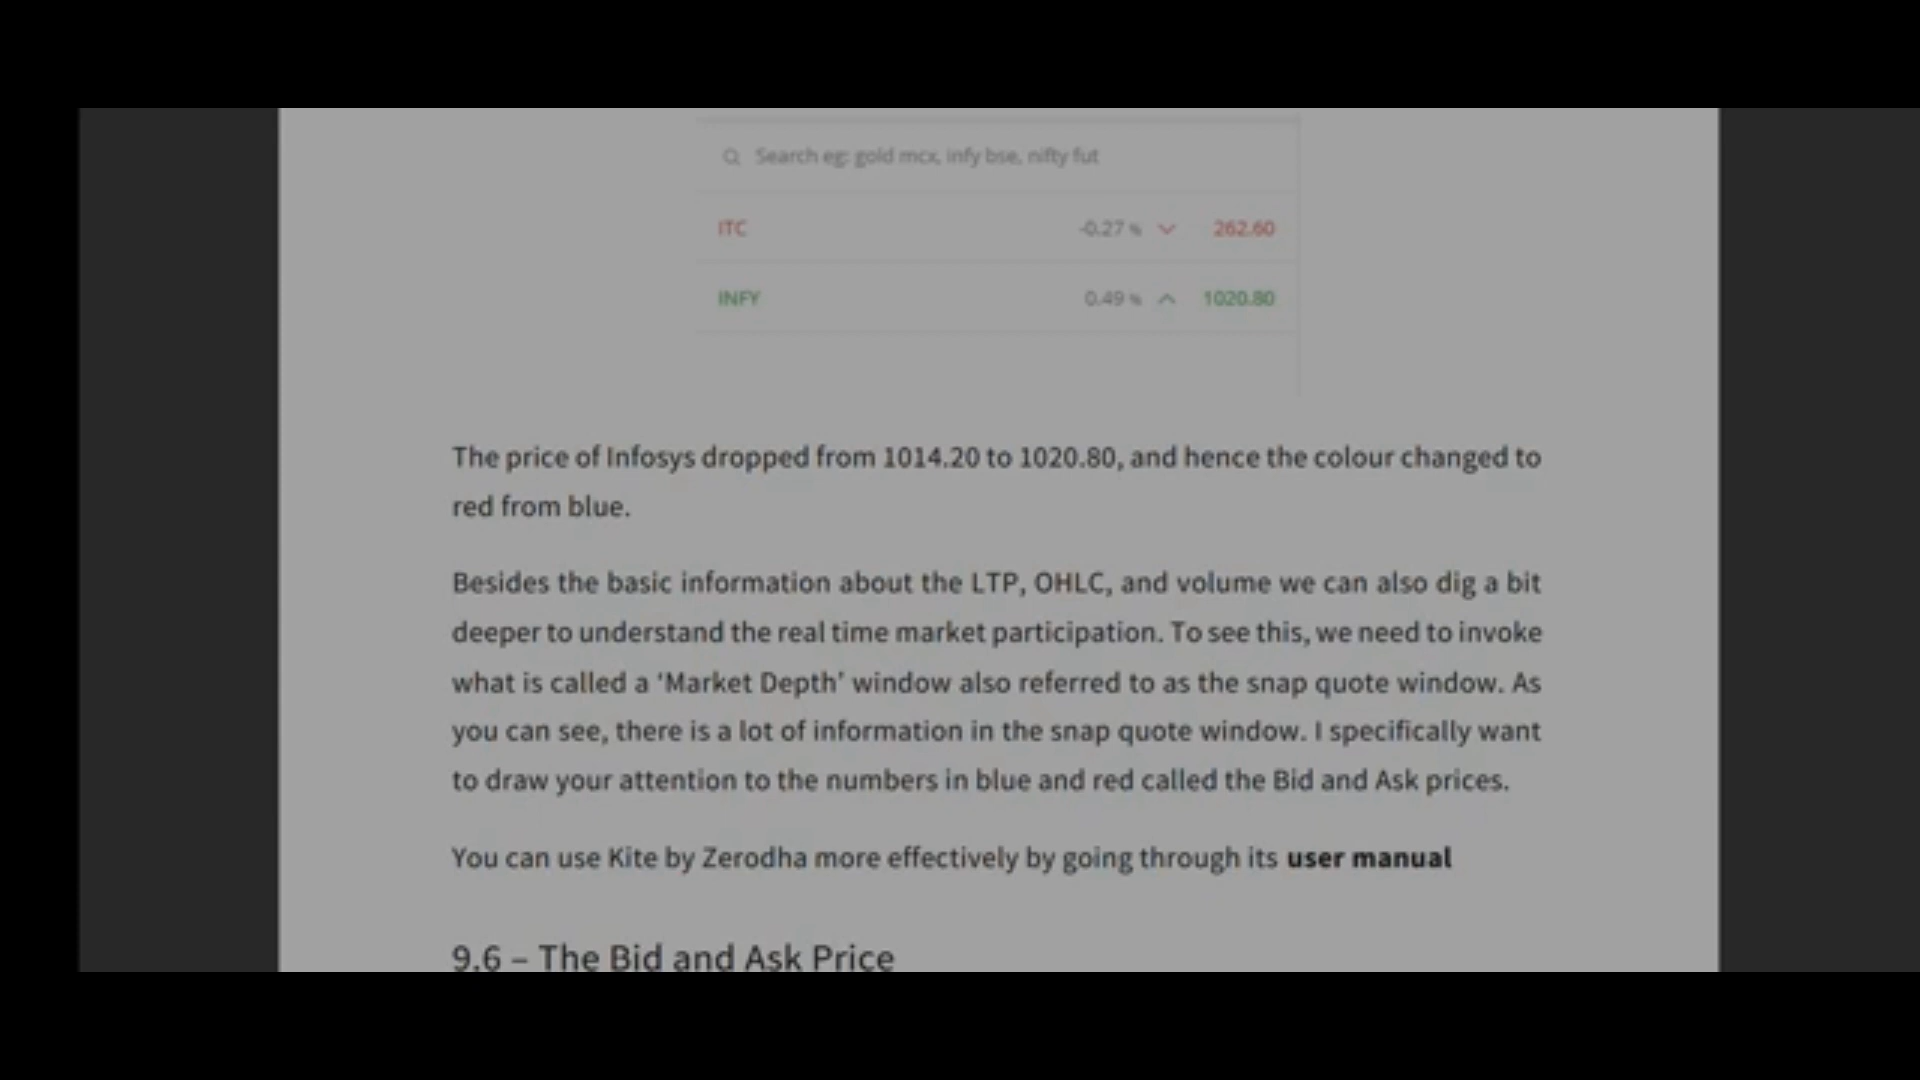 Search eg: gold mcx, infy bse, nifty fut
ITC -0.27 % 262.60
INFY 0.49 % 1020.80
The price of Infosys dropped from 1014.20 to 1020.80, and hence the colour changed to
red from blue.
Besides the basic information about the LTP, OHLC, and volume we can also dig a bit
deeper to understand the real time market participation. To see this, we need to invoke
what is called a ‘Market Depth’ window also referred to as the snap quote window. As
you can see, there is a lot of information in the snap quote window. I specifically want
to draw your attention to the numbers in blue and red called the Bid and Ask prices.
You can use Kite by Zerodha more effectively by going through its user manual
9.6 – The Bid and Ask Price